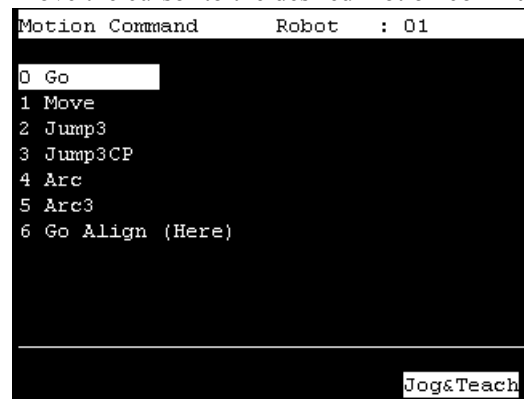 Motion Command Robot : 01
0 Go
1 Move
2 Jump3
3 Jump3CP
4 Arc
5 Arc3
6 Go Align (Here)
Jog&Teach